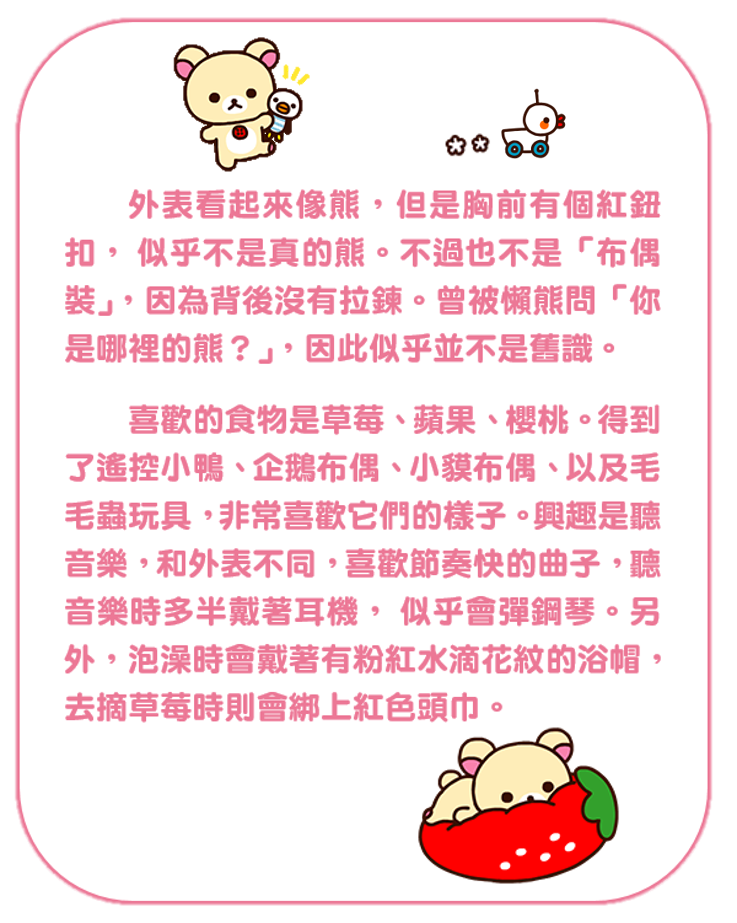 外表看起來像熊，但是胸前有個紅鈕
扣， 似乎不是真的熊。不過也不是「布偶
裝」，因為背後沒有拉鍊。曾被懶熊問「你
是哪裡的熊？」，因此似乎並不是舊識。
喜歡的食物是草莓、蘋果、櫻桃。得到
了遙控小鴨、企鵝布偶、小貘布偶、以及毛
毛蟲玩具，非常喜歡它們的樣子。興趣是聽
音樂，和外表不同，喜歡節奏快的曲子，聽
音樂時多半戴著耳機， 似乎會彈鋼琴。另
外，泡澡時會戴著有粉紅水滴花紋的浴帽，
去摘草莓時則會綁上紅色頭巾。